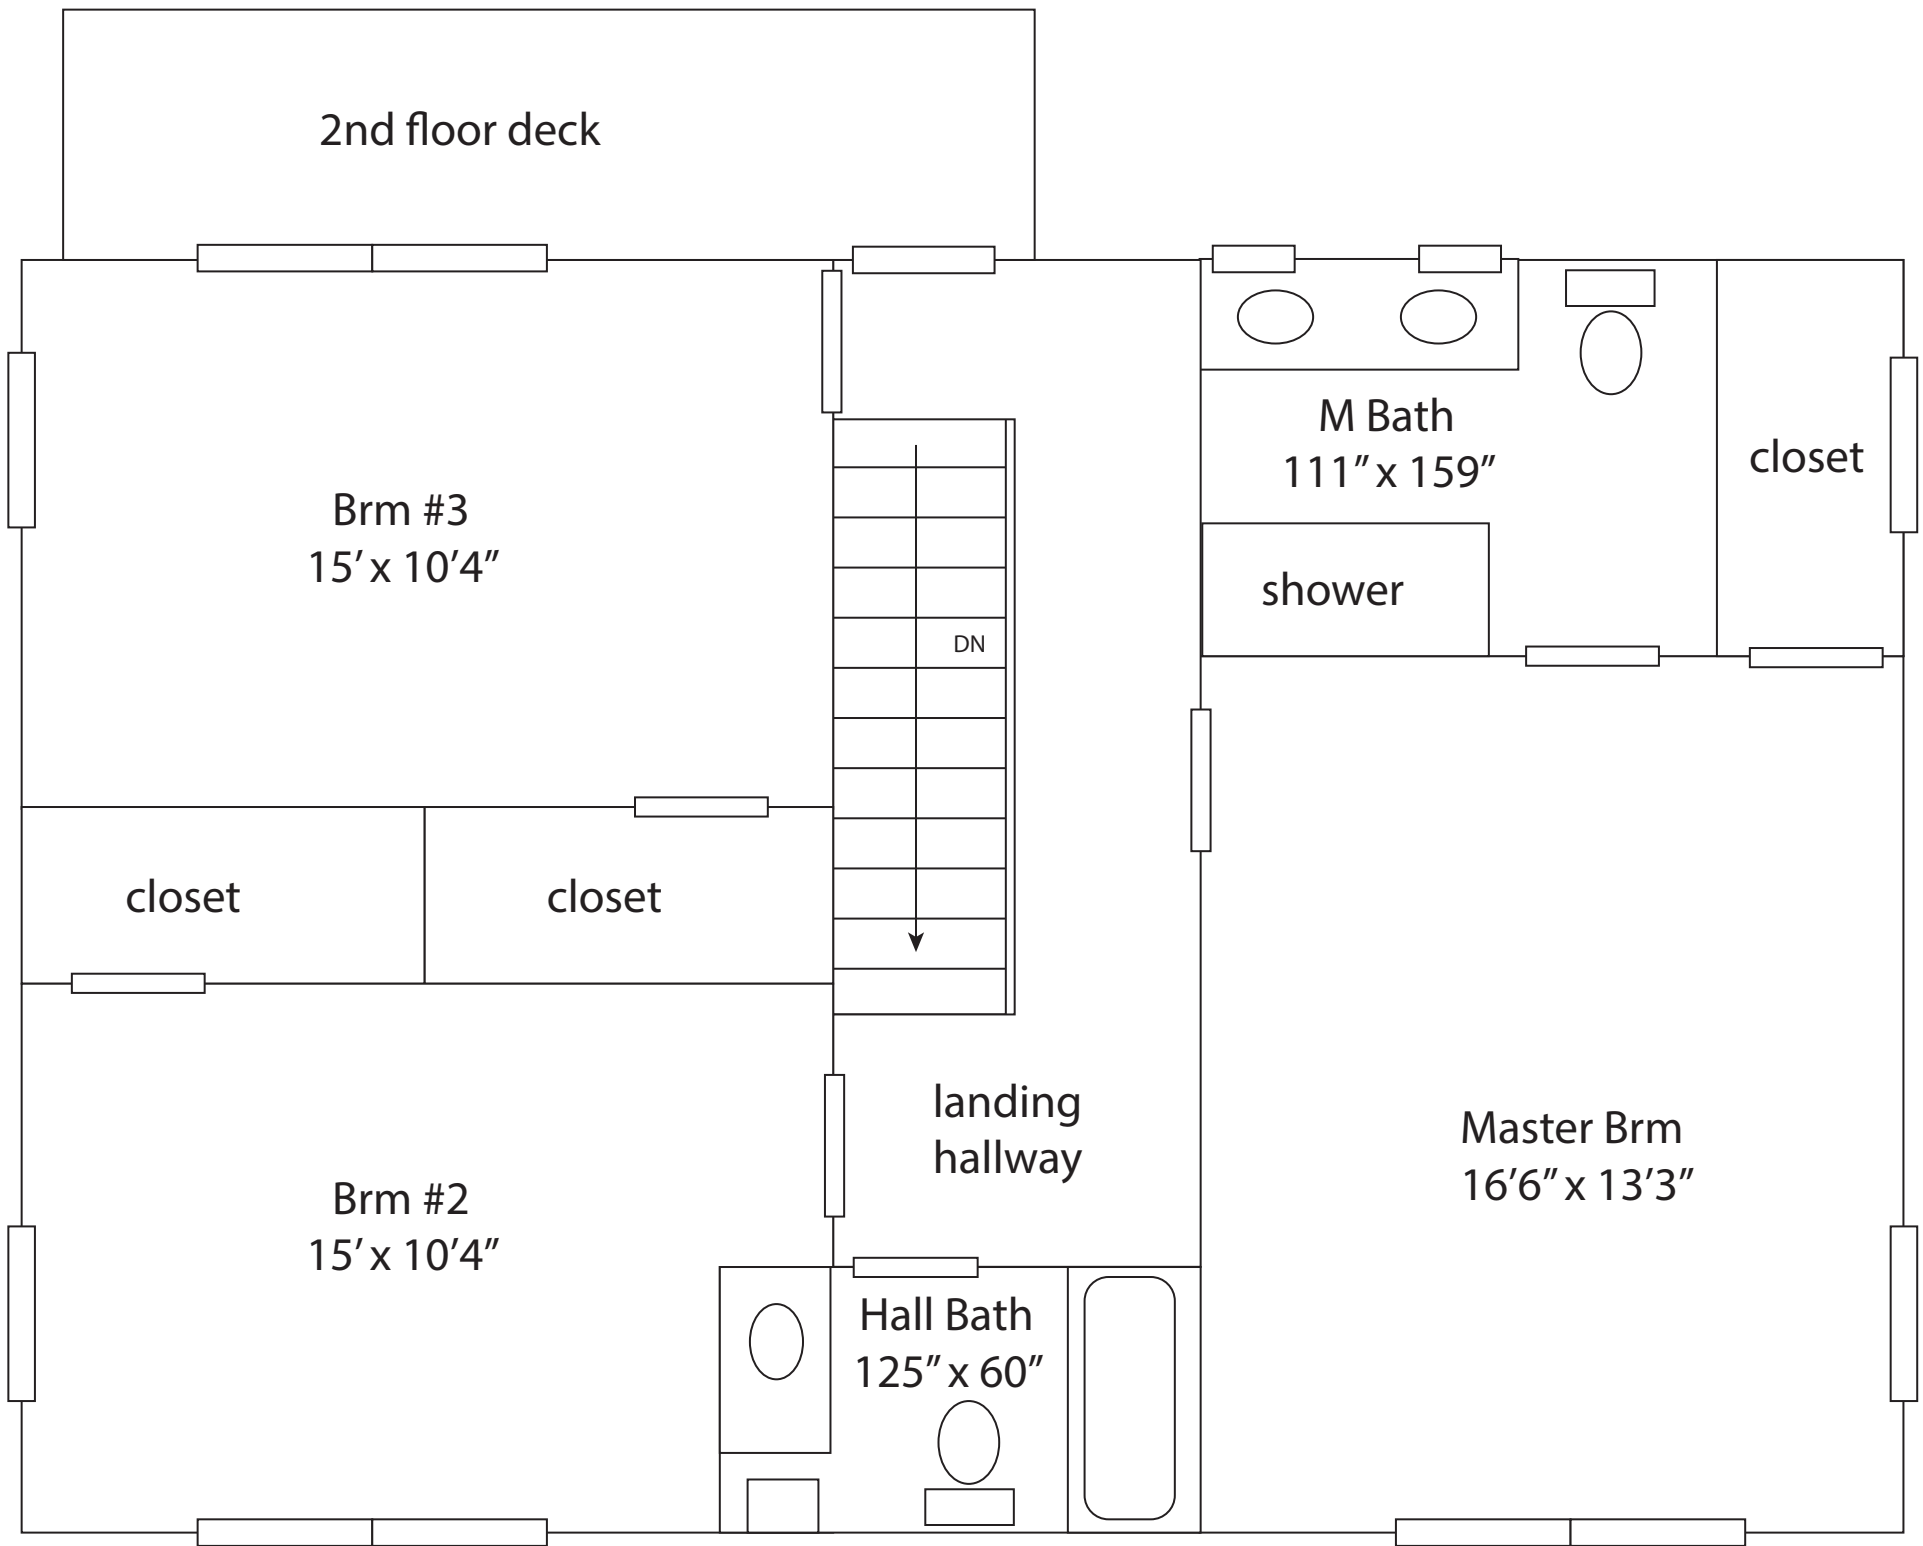 2nd floor deck
Brm #3
15’ x 10’4”
M Bath
111” x 159”
closet
shower
DN
closet
closet
landing
hallway
Master Brm
16’6” x 13’3”
Brm #2
15’ x 10’4”
Hall Bath
125” x 60”